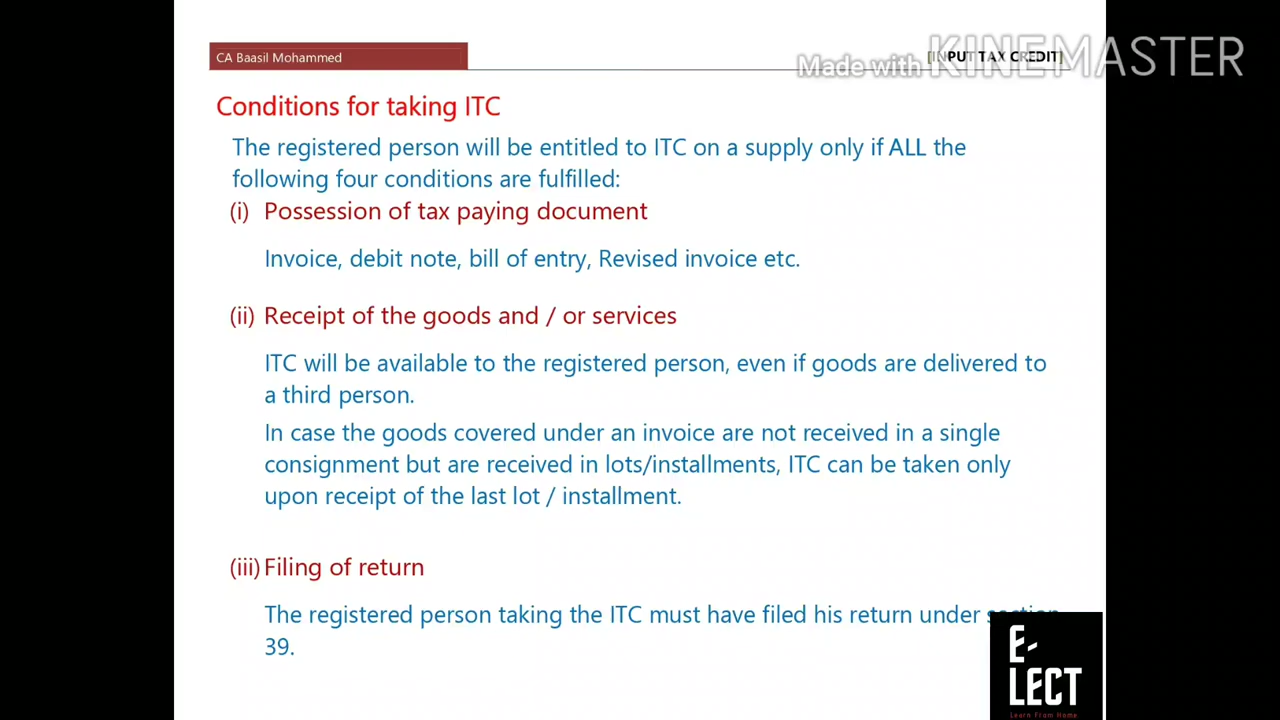 CA Baasil Mohammed
[INPUT TAX CREDIT]
Made with KINEMASTER
Conditions for taking ITC
The registered person will be entitled to ITC on a supply only if ALL the
following four conditions are fulfilled:
(i) Possession of tax paying document
Invoice, debit note, bill of entry, Revised invoice etc.
(ii) Receipt of the goods and / or services
ITC will be available to the registered person, even if goods are delivered to
a third person.
In case the goods covered under an invoice are not received in a single
consignment but are received in lots/installments, ITC can be taken only
upon receipt of the last lot / installment.
(iii) Filing of return
The registered person taking the ITC must have filed his return under section
39.
E-
LECT
Learn From Home